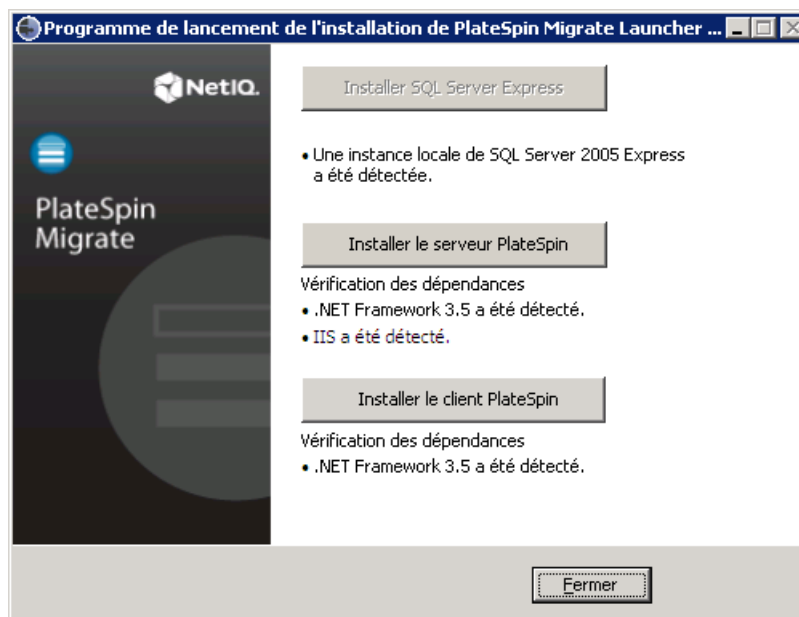 Programme de lancement de l'installation de PlateSpin Migrate Launcher ...
NetIQ.
PlateSpin
Migrate
Installer SQL Server Express
• Une instance locale de SQL Server 2005 Express
a été détectée.
Installer le serveur PlateSpin
Vérification des dépendances
• .NET Framework 3.5 a été détecté.
• IIS a été détecté.
Installer le client PlateSpin
Vérification des dépendances
• .NET Framework 3.5 a été détecté.
Fermer